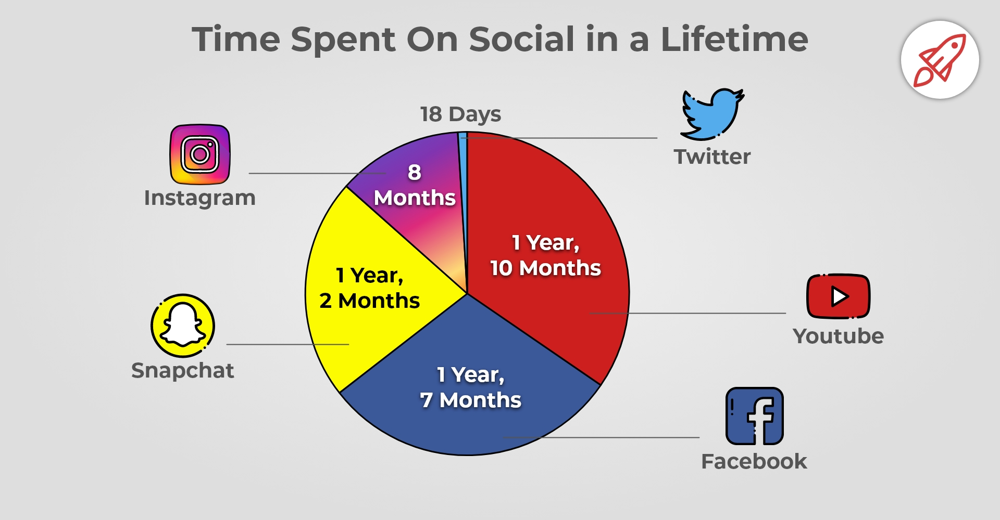 Time Spent On Social in a Lifetime
18 Days
Twitter
Instagram
8
Months
1 Year,
10 Months
1 Year,
2 Months
Youtube
Snapchat
1 Year,
7 Months
Facebook